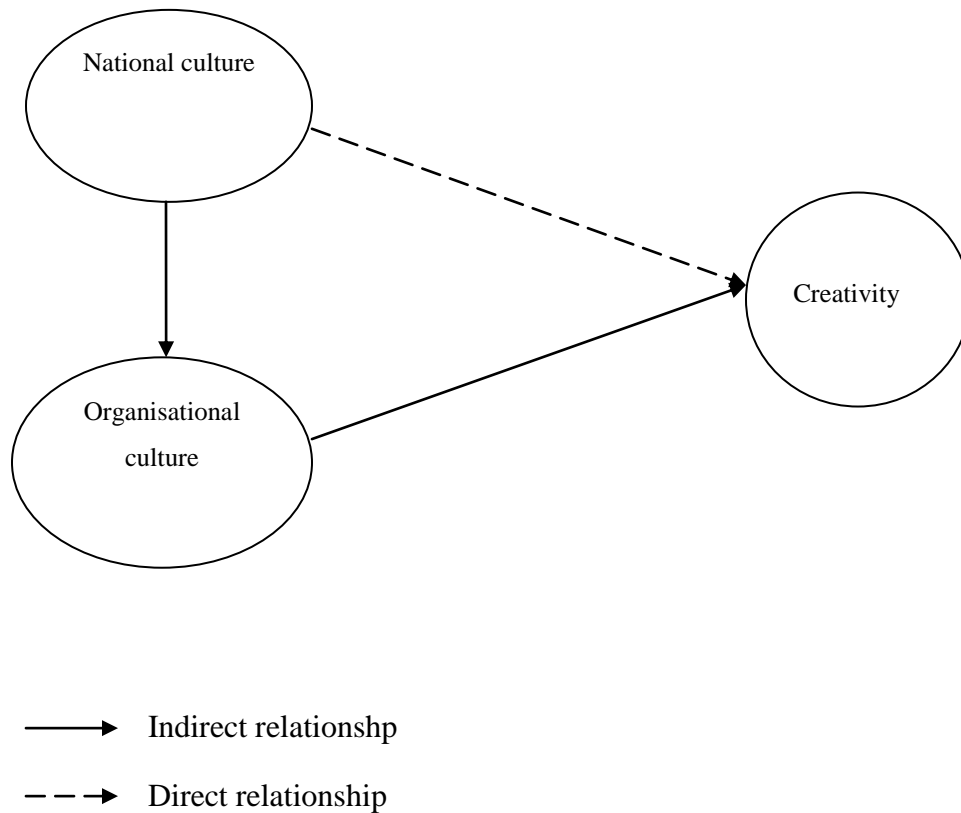 National culture
Creativity
Organisational
culture
Indirect relationshp
Direct relationship